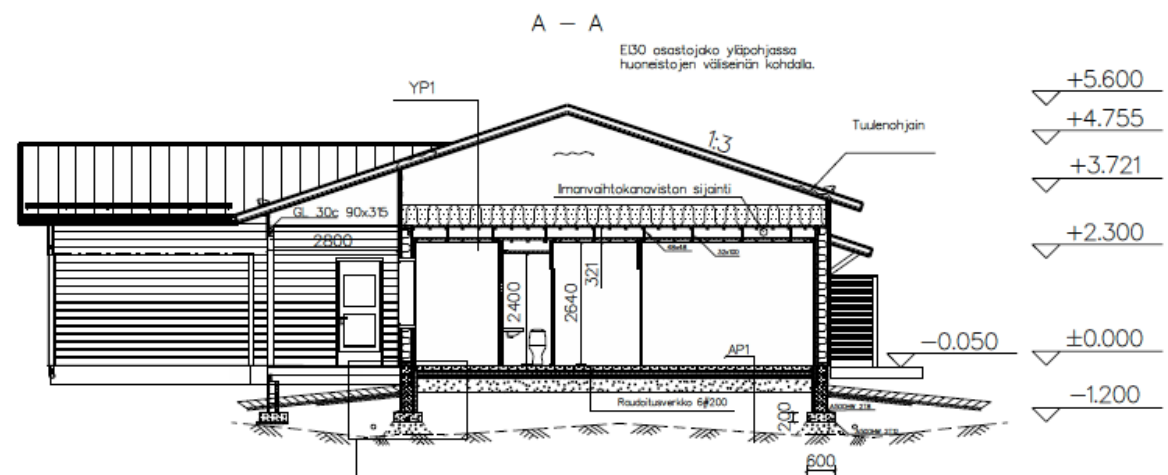 A – A
EI30 osastojako yläpohjassa
huoneistojen väliseinän kohdalla.
YP1
+5.600
+4.755
Tuulenohjain
1:3
+3.721
Ilmanvaihtokanaviston sijainti
GL 30c 90x315
2800
+2.300
48x48
32x100
321
2400
2640
AP1
-0.050
±0.000
Raudoitusverkko 6#200
200
-1.200
600